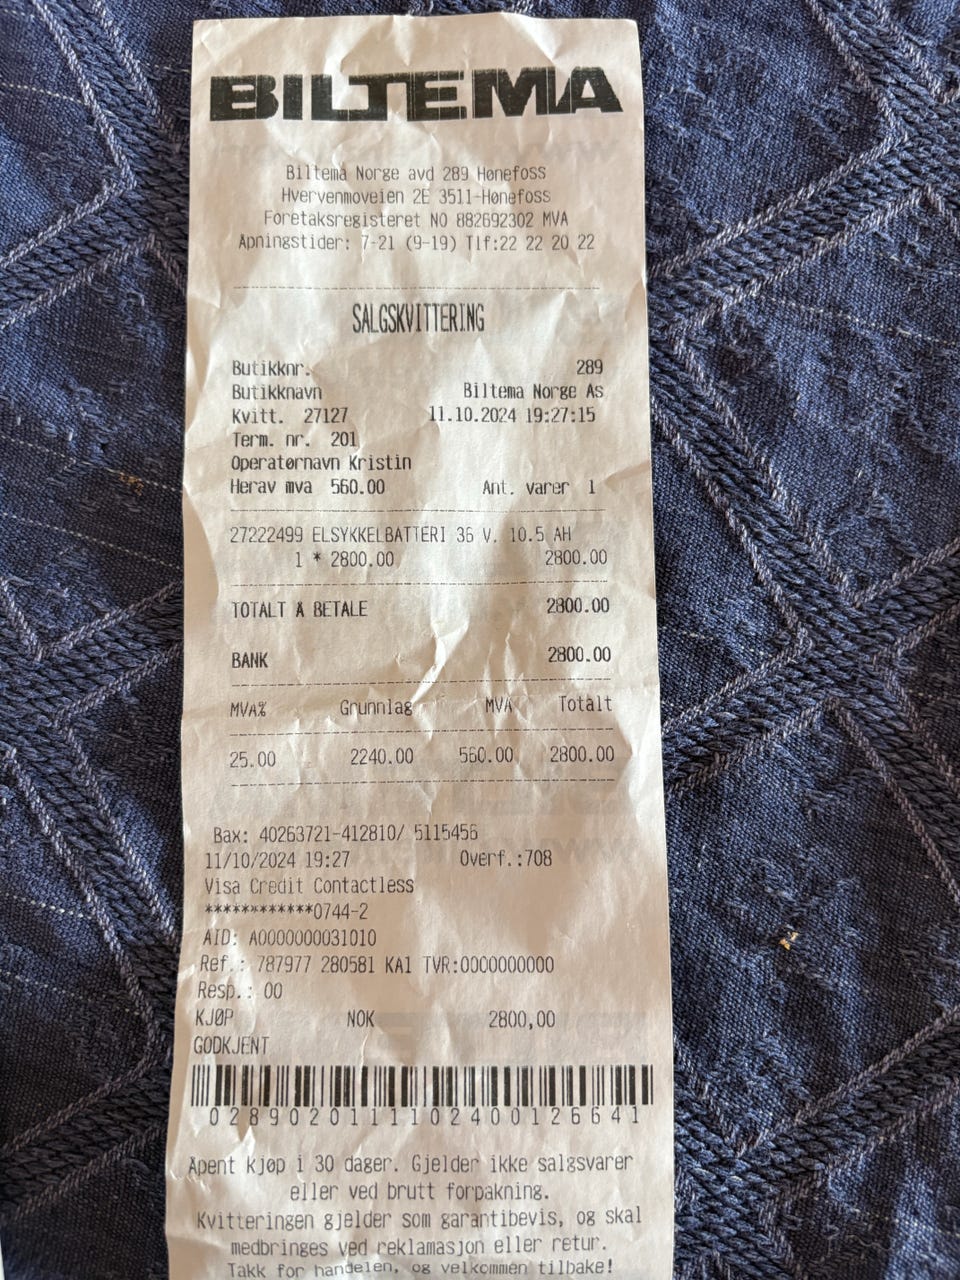 BILTEMA
Biltema Norge avd 289 Hønefoss
Hvervenmoveien 2E 3511-Hønefoss
Foretaksregisteret NO 882692302 MVA
Åpningstider: 7-21 (9-19) Tlf:22 22 20 22
SALGSKVITTERING
Butikknr. 289
Butikknavn Biltema Norge As
Kvitt. 27127 11.10.2024 19:27:15
Term. nr. 201
Operatørnavn Kristin
Herav mva 560.00 Ant. varer 1
27222499 ELSYKKELBATTERI 36 V. 10.5 AH
1 * 2800.00 2800.00
TOTALT Å BETALE 2800.00
BANK 2800.00
MVA% Grunnlag MVA Totalt
25.00 2240.00 560.00 2800.00
Bax: 40263721-412810/ 5115456
11/10/2024 19:27 Overf.:708
Visa Credit Contactless
************0744-2
AID: A0000000031010
Ref.: 787977 280581 KA1 TVR:0000000000
Resp.: 00
KJØP NOK 2800,00
GODKJENT
0289020111102400126641
Åpent kjøp i 30 dager. Gjelder ikke salgsvarer
eller ved brutt forpakning.
Kvitteringen gjelder som garantibevis, og skal
medbringes ved reklamasjon eller retur.
Takk for handelen, og velkommen tilbake!